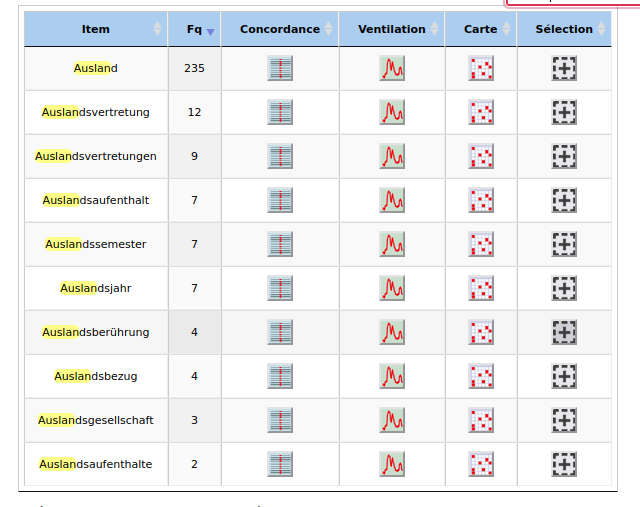 Item Fq Concordance Ventilation Carte Sélection
Ausland 235
Auslandsvertretung 12
Auslandsvertretungen 9
Auslandsaufenthalt 7
Auslandssemester 7
Auslandsjahr 7
Auslandsberührung 4
Auslandsbezug 4
Auslandsgesellschaft 3
Auslandsaufenthalte 2